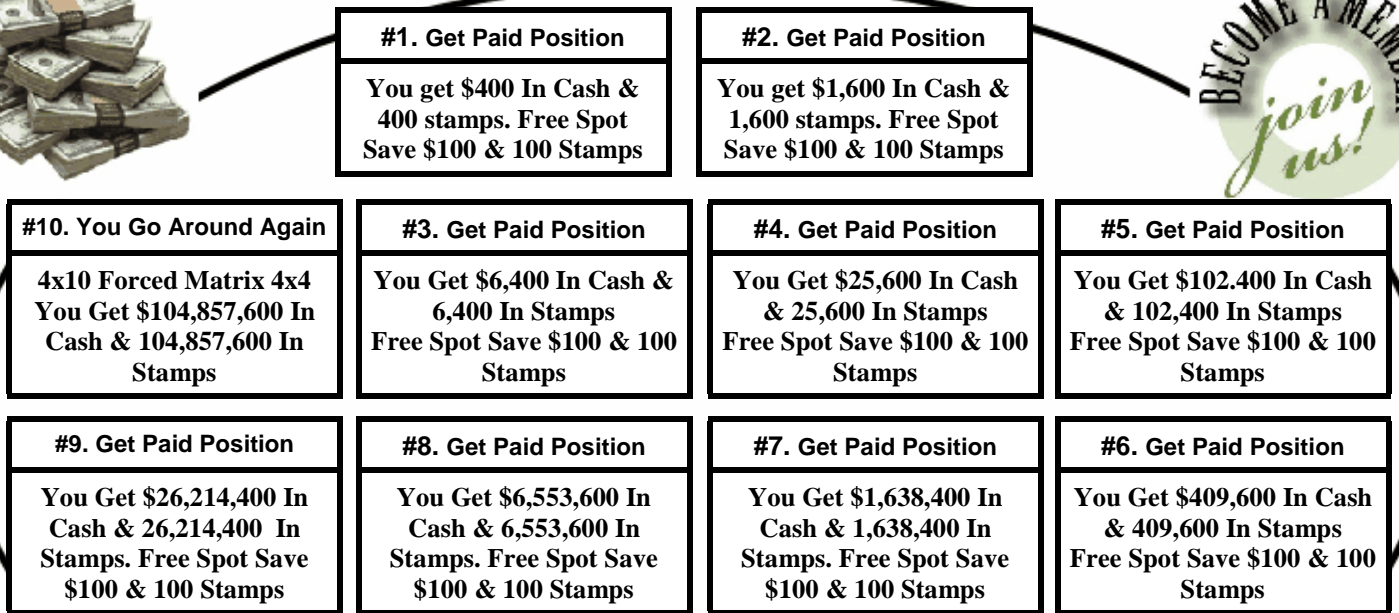 #1. Get Paid Position
You get $400 In Cash &
400 stamps. Free Spot
Save $100 & 100 Stamps
#2. Get Paid Position
You get $1,600 In Cash &
1,600 stamps. Free Spot
Save $100 & 100 Stamps
BECOME A
join
us!
#10. You Go Around Again
4x10 Forced Matrix 4x4
You Get $104,857,600 In
Cash & 104,857,600 In
Stamps
#3. Get Paid Position
You Get $6,400 In Cash &
6,400 In Stamps
Free Spot Save $100 & 100
Stamps
#4. Get Paid Position
You Get $25,600 In Cash
& 25,600 In Stamps
Free Spot Save $100 & 100
Stamps
#5. Get Paid Position
You Get $102.400 In Cash
& 102,400 In Stamps
Free Spot Save $100 & 100
Stamps
#9. Get Paid Position
You Get $26,214,400 In
Cash & 26,214,400 In
Stamps. Free Spot Save
$100 & 100 Stamps
#8. Get Paid Position
You Get $6,553,600 In
Cash & 6,553,600 In
Stamps. Free Spot Save
$100 & 100 Stamps
#7. Get Paid Position
You Get $1,638,400 In
Cash & 1,638,400 In
Stamps. Free Spot Save
$100 & 100 Stamps
#6. Get Paid Position
You Get $409,600 In Cash
& 409,600 In Stamps
Free Spot Save $100 & 100
Stamps